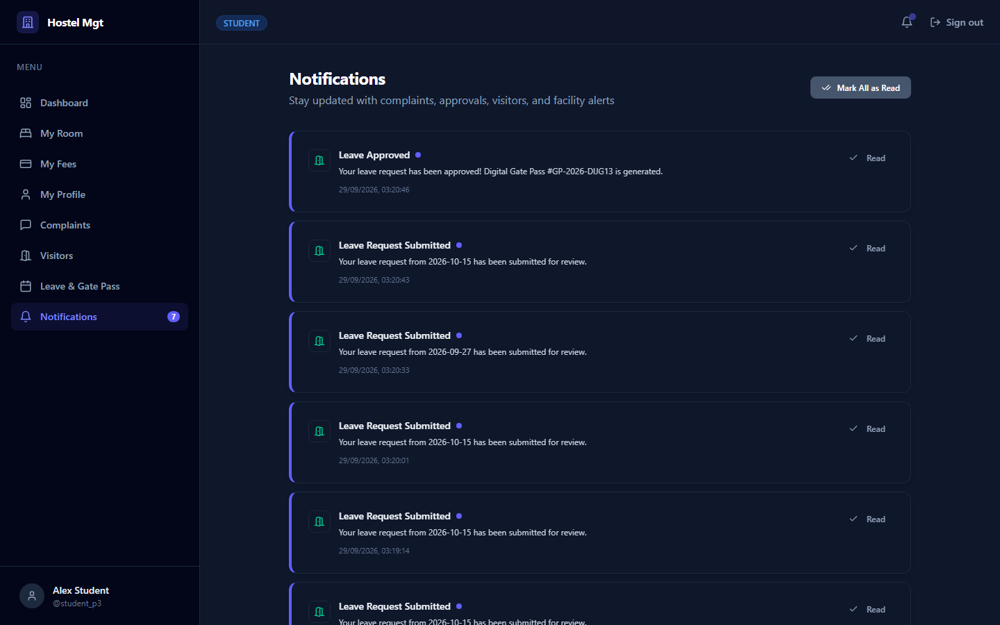 Hostel Mgt
STUDENT
Sign out
MENU
Dashboard
My Room
My Fees
My Profile
Complaints
Visitors
Leave & Gate Pass
Notifications 7
Alex Student
@student_p3
Notifications
Stay updated with complaints, approvals, visitors, and facility alerts
Mark All as Read
Leave Approved
Read
Your leave request has been approved! Digital Gate Pass #GP-2026-DIJG13 is generated.
29/09/2026, 03:20:46
Leave Request Submitted
Read
Your leave request from 2026-10-15 has been submitted for review.
29/09/2026, 03:20:43
Leave Request Submitted
Read
Your leave request from 2026-09-27 has been submitted for review.
29/09/2026, 03:20:33
Leave Request Submitted
Read
Your leave request from 2026-10-15 has been submitted for review.
29/09/2026, 03:20:01
Leave Request Submitted
Read
Your leave request from 2026-10-15 has been submitted for review.
29/09/2026, 03:19:14
Leave Request Submitted
Read
Your leave request from 2026-10-15 has been submitted for review.